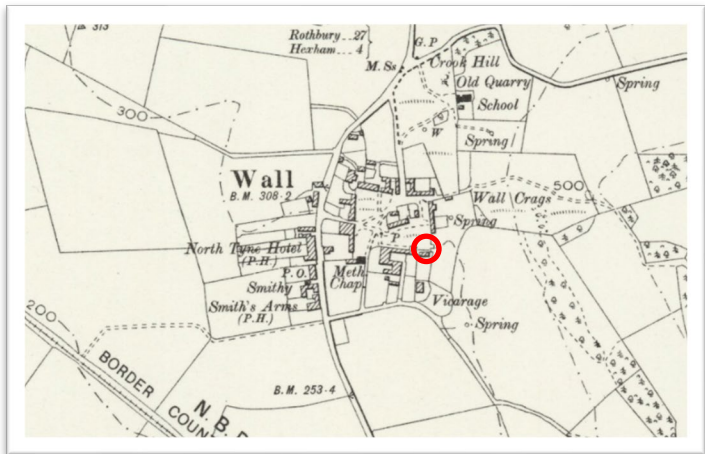 313
Rothbury...27
Hexham...4
G.P
M.Ss
Crook Hill
Old Quarry
School
Spring
300
W
Spring
Wall
B.M. 308·2
500
Wall Crags
Spring
P
North Tyne Hotel
(P.H)
P.O.
Meth
Chap.
Smithy
Smith's Arms
(P.H.)
Vicarage
200
Spring
BORDER
COUN
N.B.R
B.M. 253·4